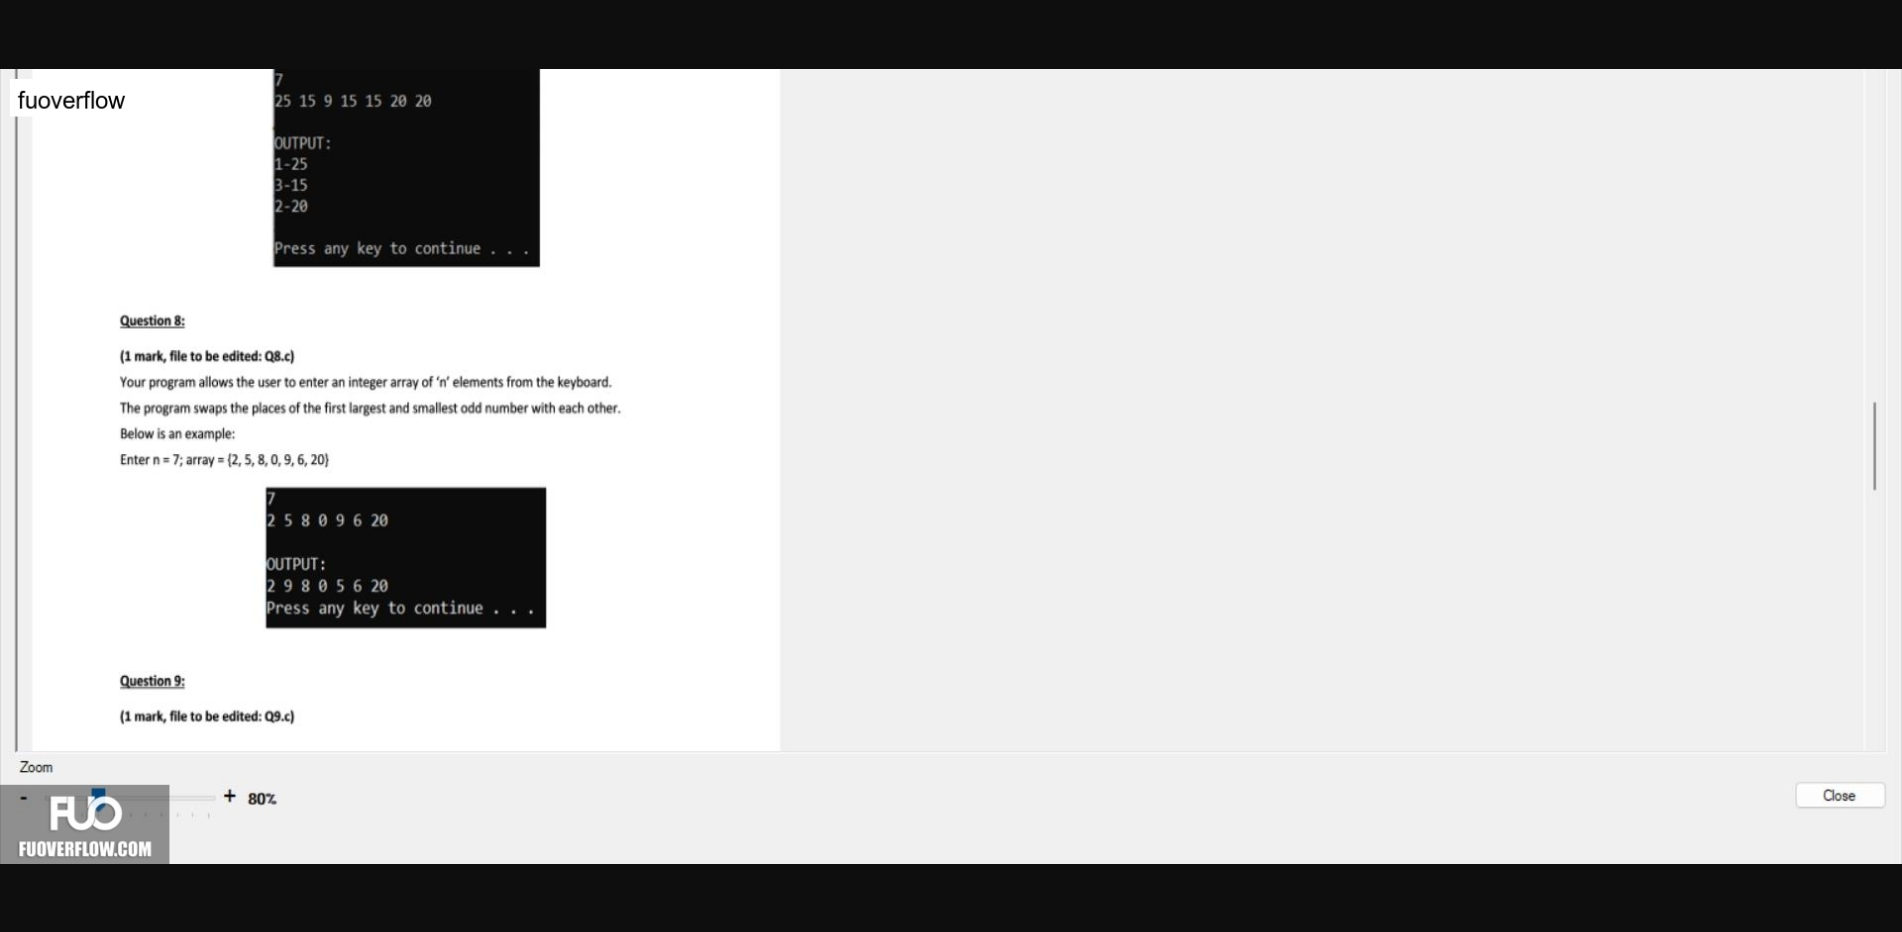 fuoverflow
7
25 15 9 15 15 20 20
OUTPUT:
1-25
3-15
2-20
Press any key to continue . . .
Question 8:
(1 mark, file to be edited: Q8.c)
Your program allows the user to enter an integer array of ‘n’ elements from the keyboard.
The program swaps the places of the first largest and smallest odd number with each other.
Below is an example:
Enter n = 7; array = {2, 5, 8, 0, 9, 6, 20}
7
2 5 8 0 9 6 20
OUTPUT:
2 9 8 0 5 6 20
Press any key to continue . . .
Question 9:
(1 mark, file to be edited: Q9.c)
Zoom
- + 80%
Close
FUO
FUOVERFLOW.COM